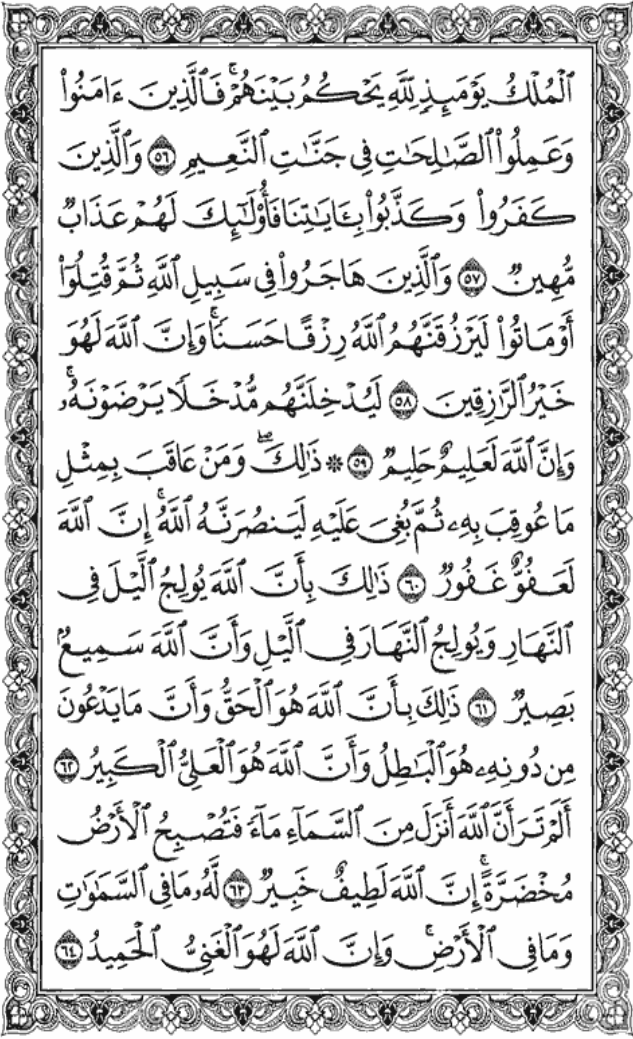 ٱلْمُلْكُ يَوْمَئِذٍ لِّلَّهِ يَحْكُمُ بَيْنَهُمْ ۚ فَٱلَّذِينَ ءَامَنُوا۟
وَعَمِلُوا۟ ٱلصَّٰلِحَٰتِ فِى جَنَّٰتِ ٱلنَّعِيمِ ٥٦ وَٱلَّذِينَ
كَفَرُوا۟ وَكَذَّبُوا۟ بِـَٔايَٰتِنَا فَأُو۟لَٰٓئِكَ لَهُمْ عَذَابٌ
مُّهِينٌ ٥٧ وَٱلَّذِينَ هَاجَرُوا۟ فِى سَبِيلِ ٱللَّهِ ثُمَّ قُتِلُوٓا۟
أَوْ مَاتُوا۟ لَيَرْزُقَنَّهُمُ ٱللَّهُ رِزْقًا حَسَنًا ۚ وَإِنَّ ٱللَّهَ لَهُوَ
خَيْرُ ٱلرَّٰزِقِينَ ٥٨ لَيُدْخِلَنَّهُم مُّدْخَلًا يَرْضَوْنَهُۥ ۗ
وَإِنَّ ٱللَّهَ لَعَلِيمٌ حَلِيمٌ ٥٩ ۞ ذَٰلِكَ ۖ وَمَنْ عَاقَبَ بِمِثْلِ
مَا عُوقِبَ بِهِۦ ثُمَّ بُغِىَ عَلَيْهِ لَيَنصُرَنَّهُ ٱللَّهُ ۗ إِنَّ ٱللَّهَ
لَعَفُوٌّ غَفُورٌ ٦٠ ذَٰلِكَ بِأَنَّ ٱللَّهَ يُولِجُ ٱلَّيْلَ فِى
ٱلنَّهَارِ وَيُولِجُ ٱلنَّهَارَ فِى ٱلَّيْلِ وَأَنَّ ٱللَّهَ سَمِيعٌۢ
بَصِيرٌ ٦١ ذَٰلِكَ بِأَنَّ ٱللَّهَ هُوَ ٱلْحَقُّ وَأَنَّ مَا يَدْعُونَ
مِن دُونِهِۦ هُوَ ٱلْبَٰطِلُ وَأَنَّ ٱللَّهَ هُوَ ٱلْعَلِىُّ ٱلْكَبِيرُ ٦٢
أَلَمْ تَرَ أَنَّ ٱللَّهَ أَنزَلَ مِنَ ٱلسَّمَآءِ مَآءً فَتُصْبِحُ ٱلْأَرْضُ
مُخْضَرَّةً ۗ إِنَّ ٱللَّهَ لَطِيفٌ خَبِيرٌ ٦٣ لَّهُۥ مَا فِى ٱلسَّمَٰوَٰتِ
وَمَا فِى ٱلْأَرْضِ ۗ وَإِنَّ ٱللَّهَ لَهُوَ ٱلْغَنِىُّ ٱلْحَمِيدُ ٦٤